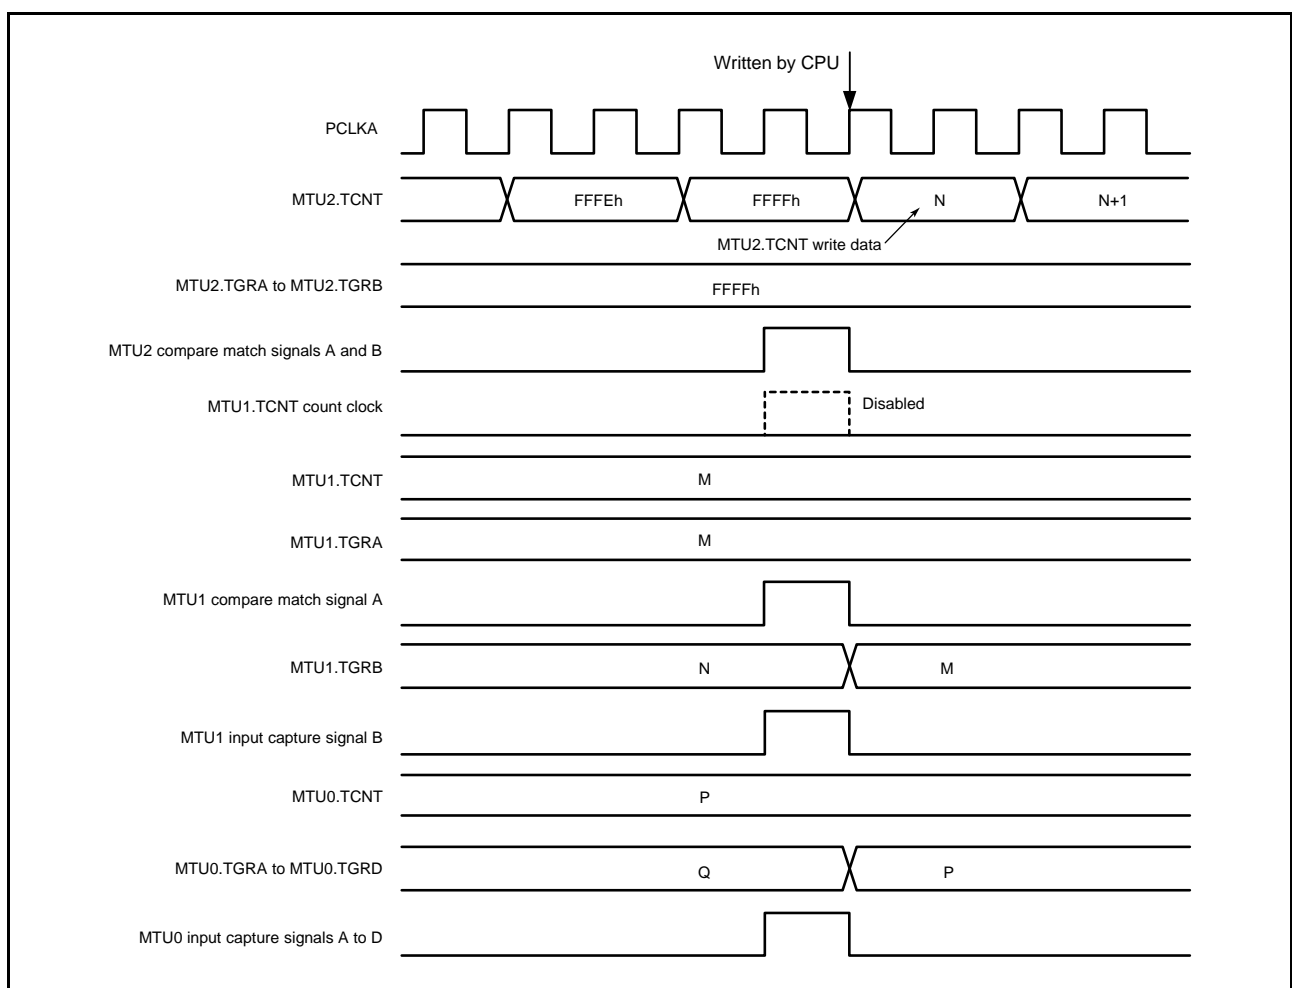 Written by CPU
PCLKA
MTU2.TCNT FFFEh FFFFh N N+1
MTU2.TCNT write data
MTU2.TGRA to MTU2.TGRB FFFFh
MTU2 compare match signals A and B
MTU1.TCNT count clock Disabled
MTU1.TCNT M
MTU1.TGRA M
MTU1 compare match signal A
MTU1.TGRB N M
MTU1 input capture signal B
MTU0.TCNT P
MTU0.TGRA to MTU0.TGRD Q P
MTU0 input capture signals A to D